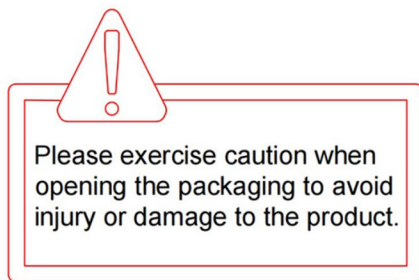 Please exercise caution when
opening the packaging to avoid
injury or damage to the product.